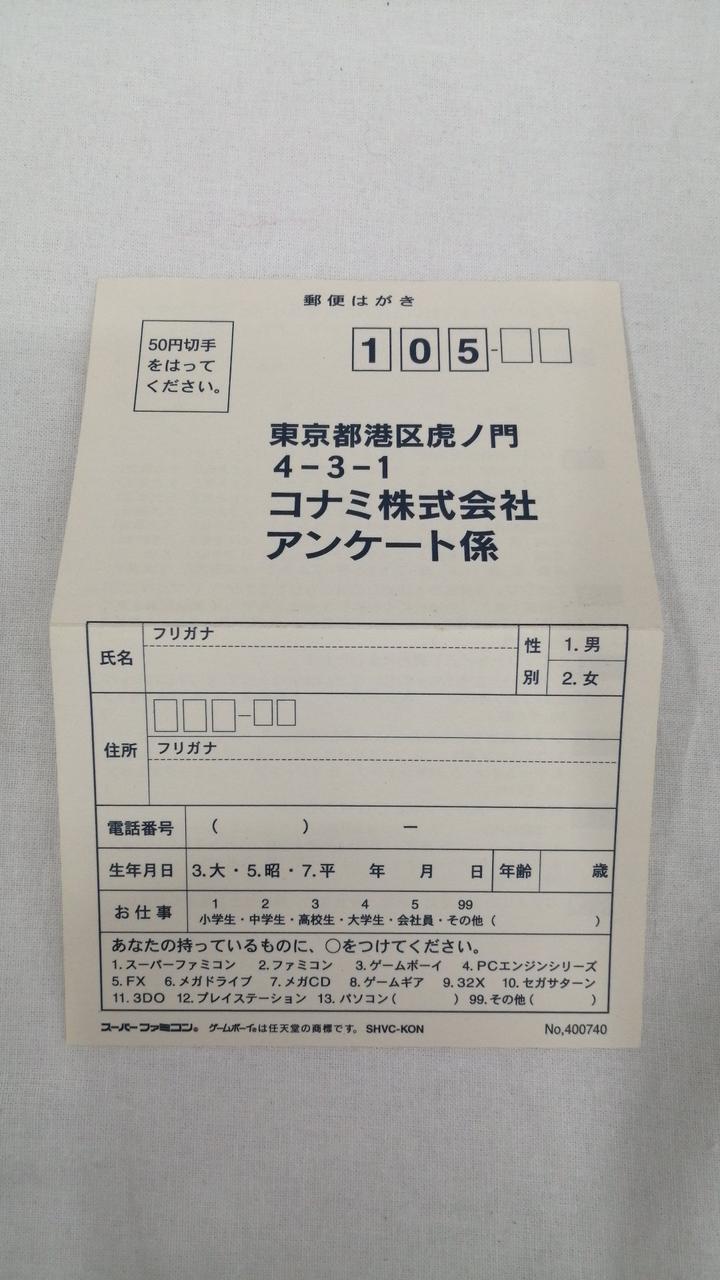 郵便はがき
50円切手
をはって
ください。
105-
東京都港区虎ノ門
4－3－1
コナミ株式会社
アンケート係
氏名
フリガナ
性別
1. 男
2. 女
住所
フリガナ
電話番号 （ ） －
生年月日 3.大・5.昭・7.平 年 月 日 年齢 歳
お仕事
1 2 3 4 5 99
小学生・中学生・高校生・大学生・会社員・その他（ ）
あなたの持っているものに、○をつけてください。
1.スーパーファミコン 2.ファミコン 3.ゲームボーイ 4.PCエンジンシリーズ
5.FX 6.メガドライブ 7.メガCD 8.ゲームギア 9.32X 10.セガサターン
11.3DO 12.プレイステーション 13.パソコン（ ） 99.その他（ ）
スーパーファミコン® ゲームボーイ®は任天堂の商標です。 SHVC-KON No,400740